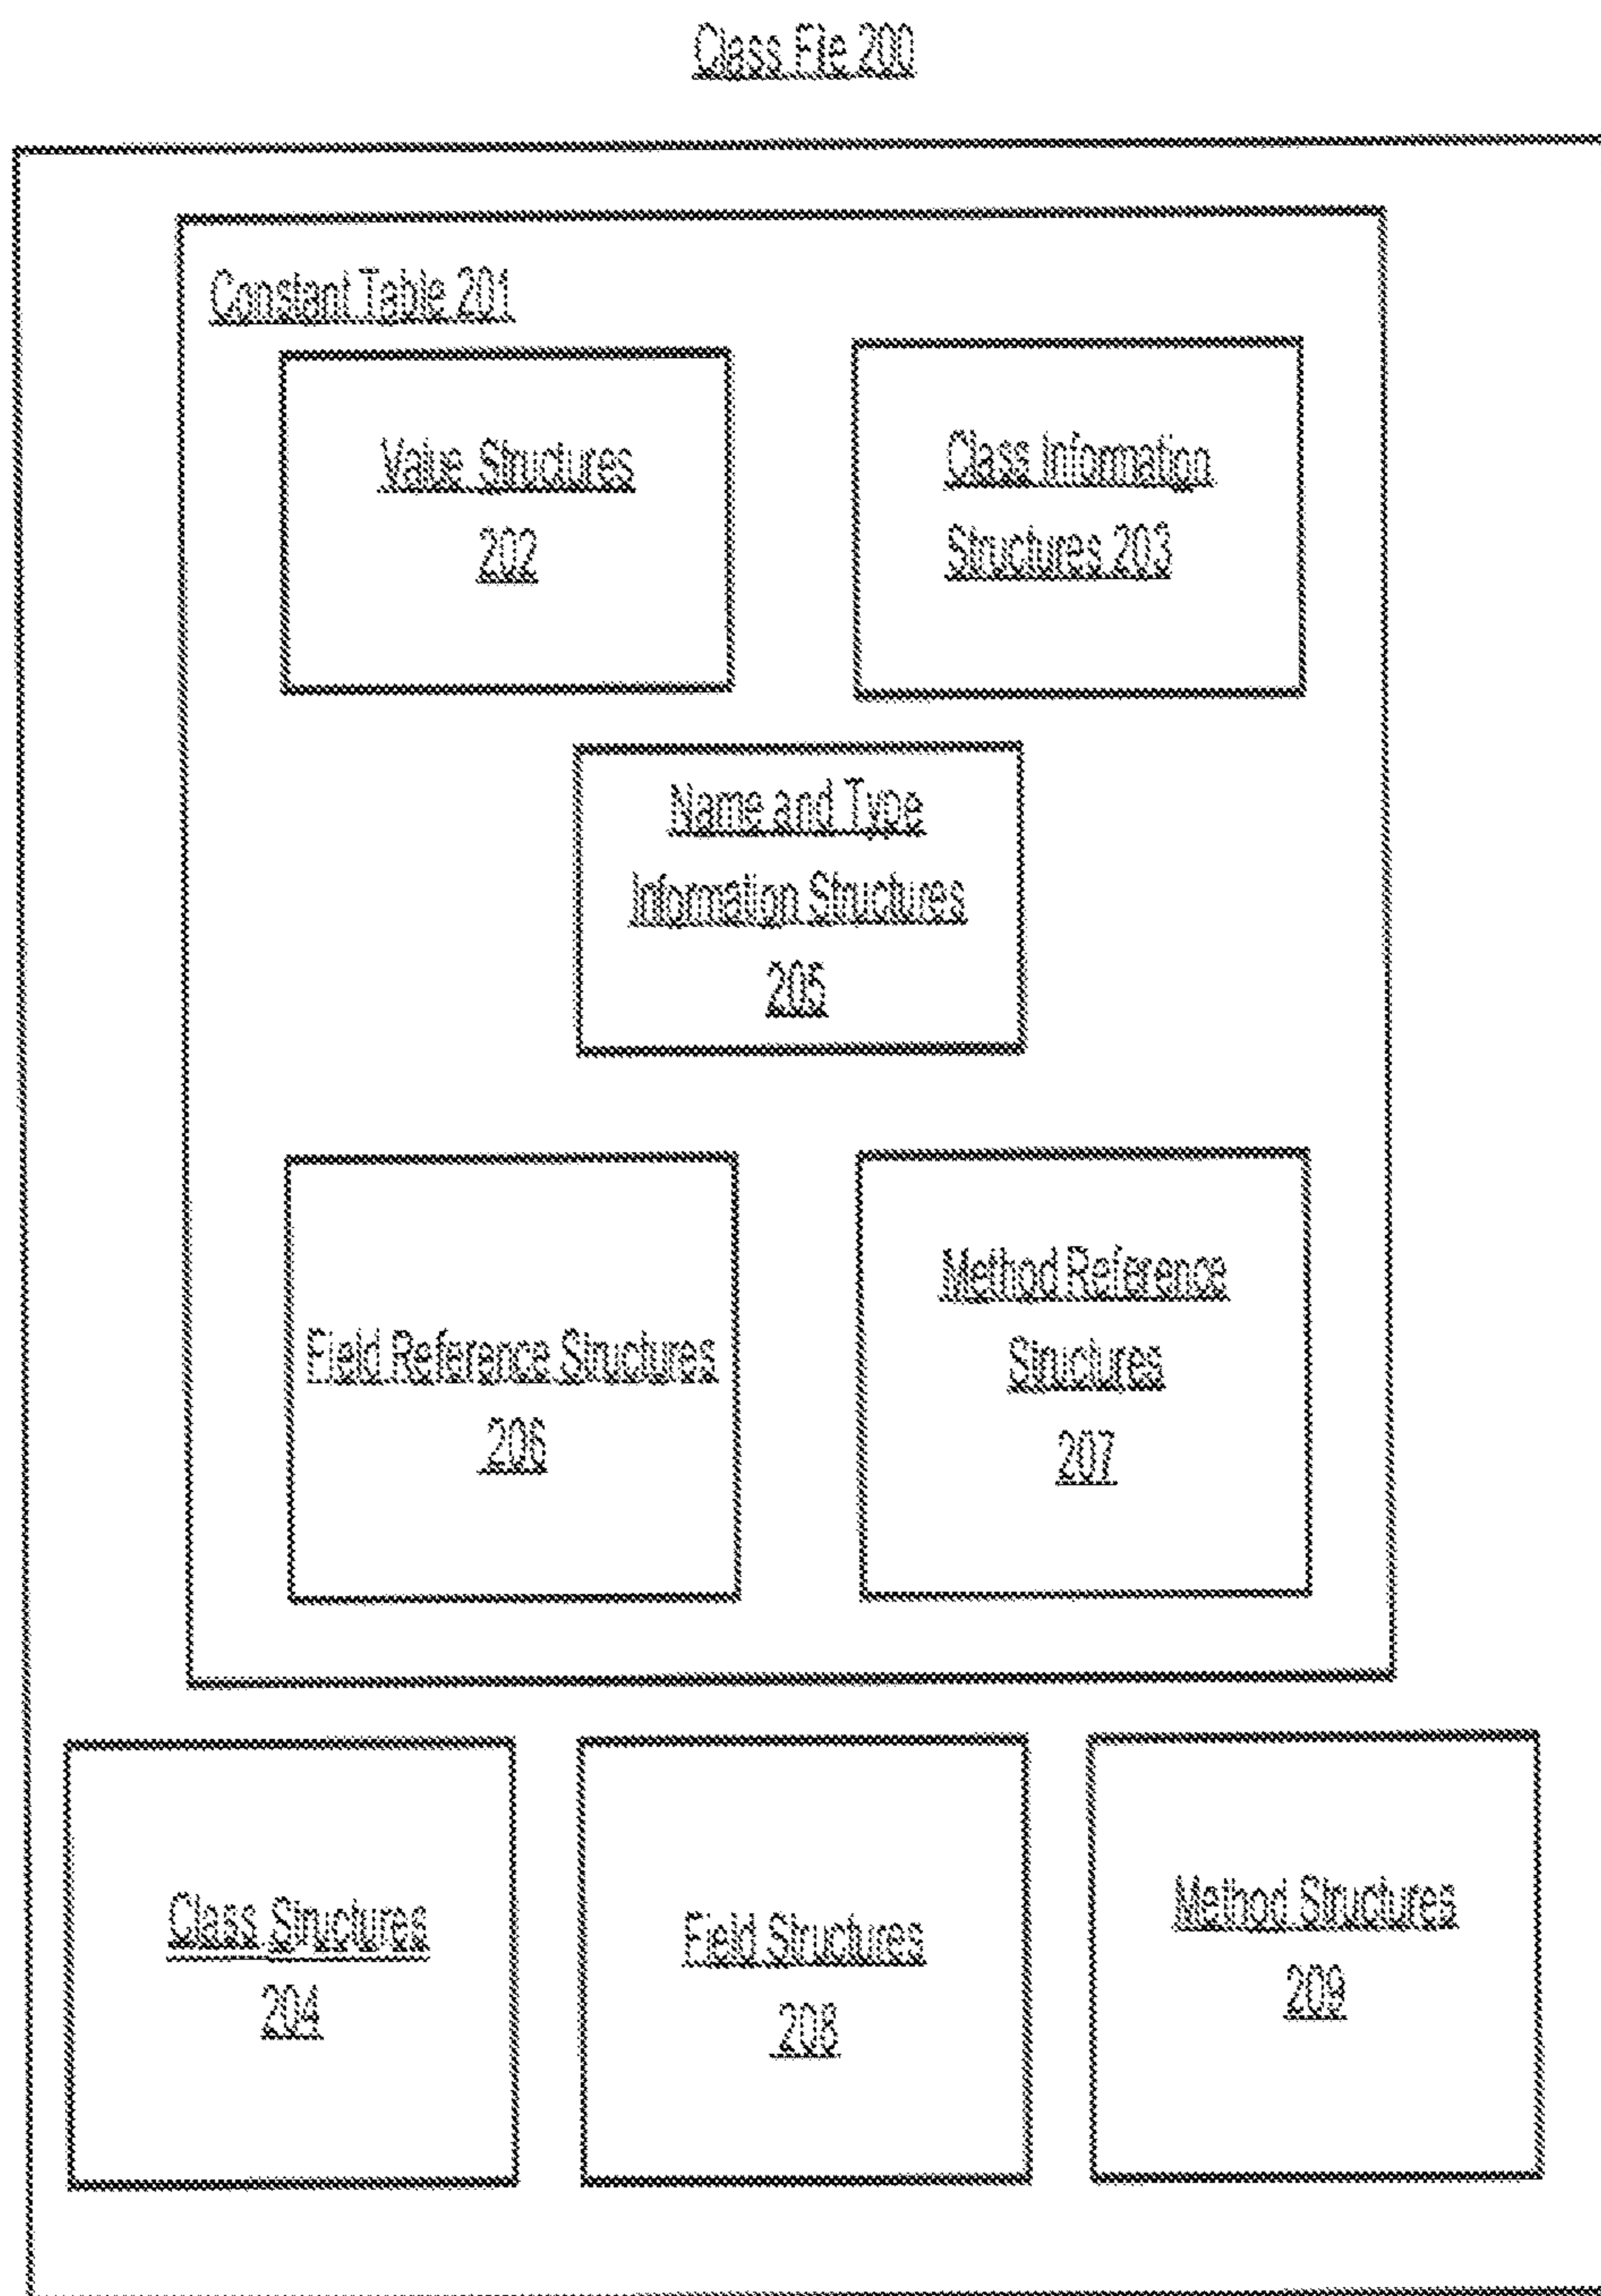 Class File 200
Constant Table 201
Value Structures
202
Class Information
Structures 203
Name and Type
Information Structures
205
Field Reference Structures
206
Method Reference
Structures
207
Class Structures
204
Field Structures
208
Method Structures
209